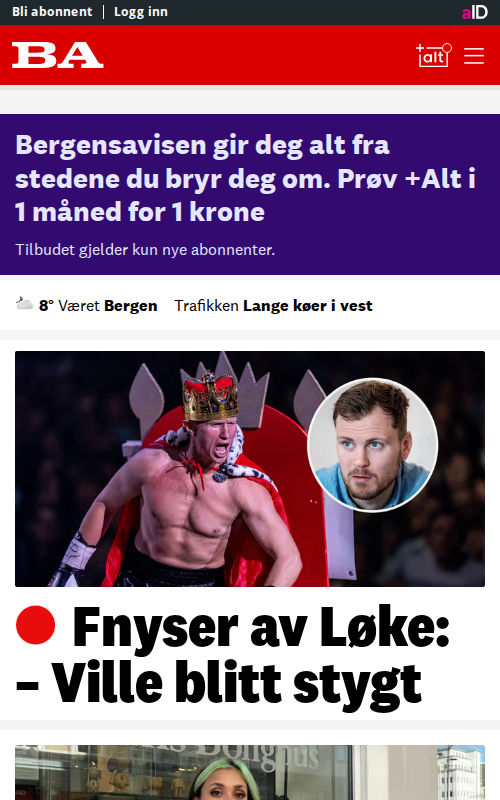 Bli abonnent | Logg inn
aID
BA
+alt
Bergensavisen gir deg alt fra
stedene du bryr deg om. Prøv +Alt i
1 måned for 1 krone
Tilbudet gjelder kun nye abonnenter.
8° Været Bergen Trafikken Lange køer i vest
Fnyser av Løke:
– Ville blitt stygt